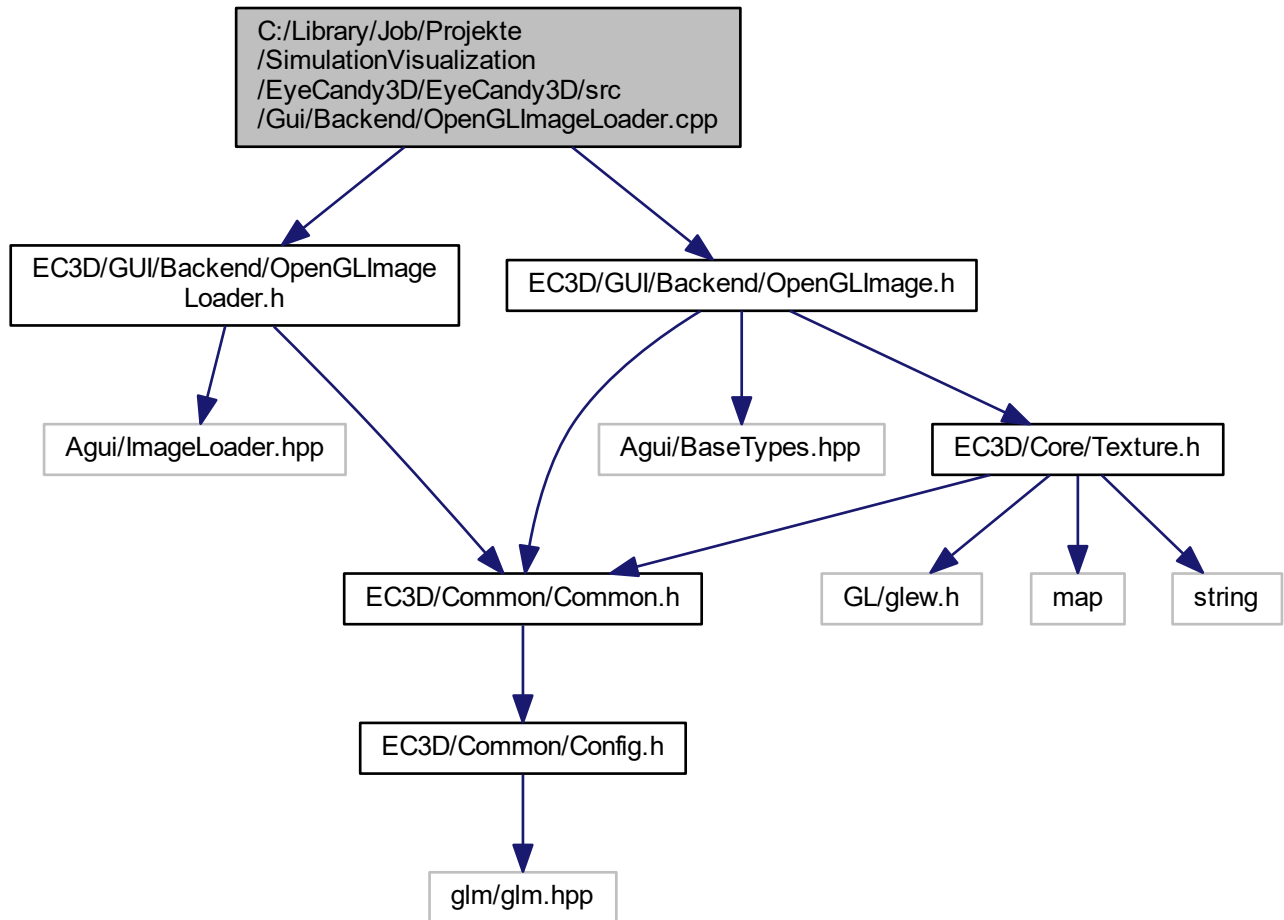 C:/Library/Job/Projekte
/SimulationVisualization
/EyeCandy3D/EyeCandy3D/src
/Gui/Backend/OpenGLImageLoader.cpp
EC3D/GUI/Backend/OpenGLImage
Loader.h
EC3D/GUI/Backend/OpenGLImage.h
Agui/ImageLoader.hpp
Agui/BaseTypes.hpp
EC3D/Core/Texture.h
EC3D/Common/Common.h
GL/glew.h
map
string
EC3D/Common/Config.h
glm/glm.hpp